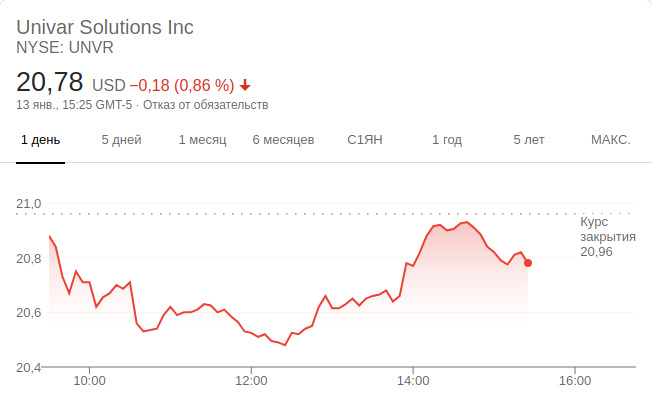 Univar Solutions Inc
NYSE: UNVR
20,78 USD −0,18 (0,86 %)
13 янв., 15:25 GMT-5 · Отказ от обязательств
1 день 5 дней 1 месяц 6 месяцев С1ЯН 1 год 5 лет МАКС.
21,0
Курс
закрытия
20,96
20,8
20,6
20,4
10:00 12:00 14:00 16:00